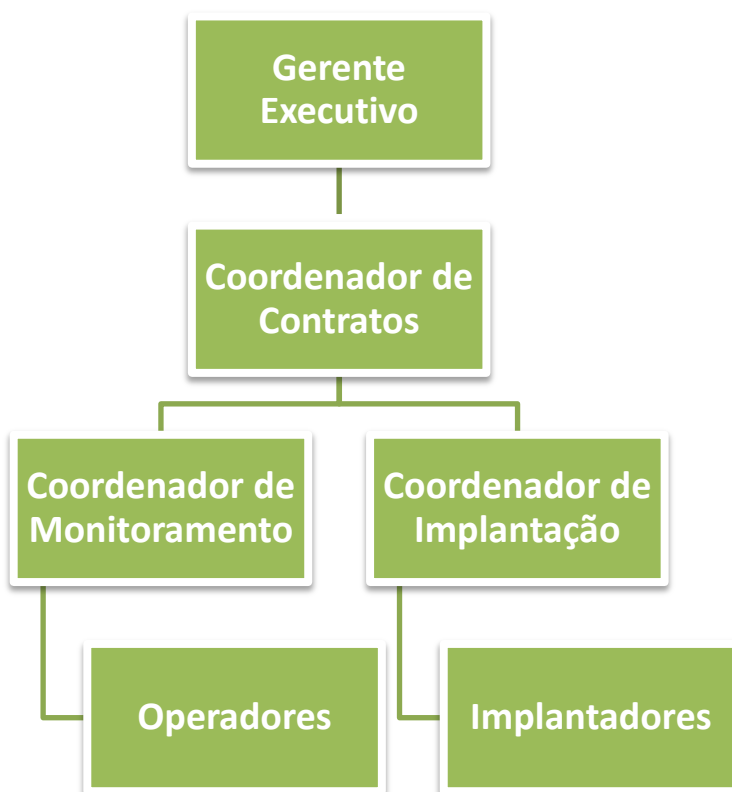 Gerente
Executivo
Coordenador de
Contratos
Coordenador de
Monitoramento
Coordenador de
Implantação
Operadores
Implantadores